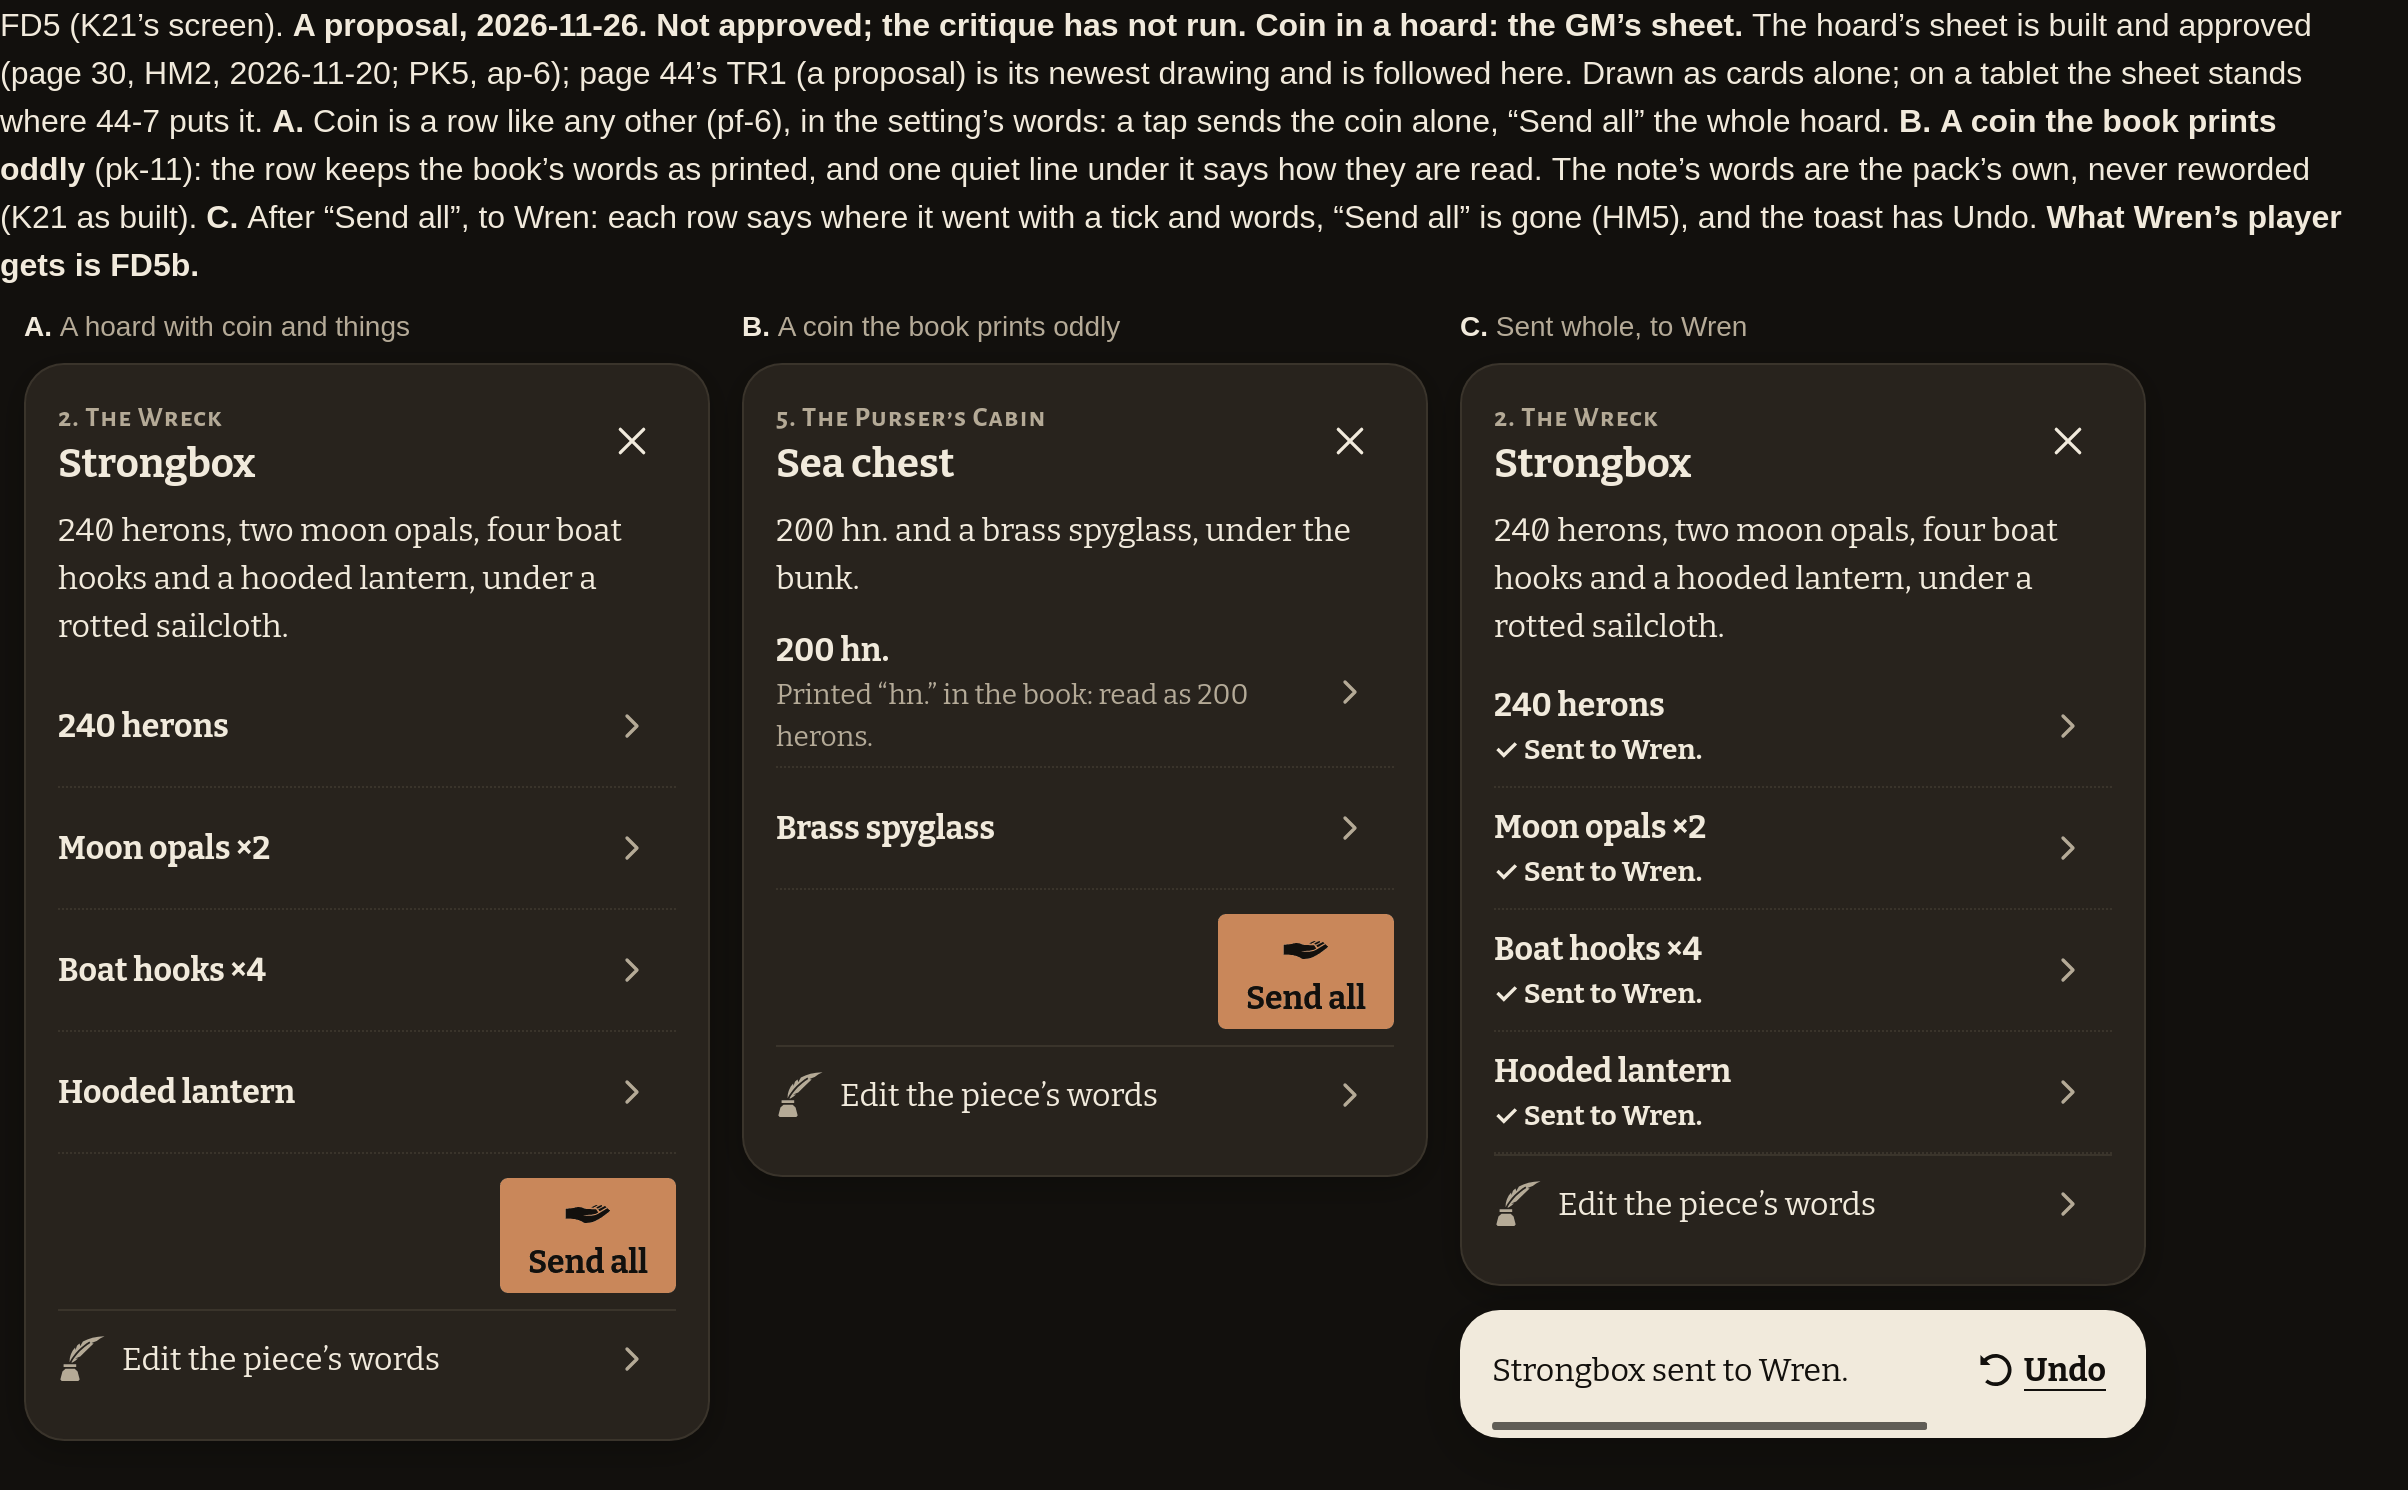 FD5 (K21’s screen). A proposal, 2026-11-26. Not approved; the critique has not run. Coin in a hoard: the GM’s sheet. The hoard’s sheet is built and approved
(page 30, HM2, 2026-11-20; PK5, ap-6); page 44’s TR1 (a proposal) is its newest drawing and is followed here. Drawn as cards alone; on a tablet the sheet stands
where 44-7 puts it. A. Coin is a row like any other (pf-6), in the setting’s words: a tap sends the coin alone, “Send all” the whole hoard. B. A coin the book prints
oddly (pk-11): the row keeps the book’s words as printed, and one quiet line under it says how they are read. The note’s words are the pack’s own, never reworded
(K21 as built). C. After “Send all”, to Wren: each row says where it went with a tick and words, “Send all” is gone (HM5), and the toast has Undo. What Wren’s player
gets is FD5b.
A. A hoard with coin and things
2. The Wreck
Strongbox
240 herons, two moon opals, four boat
hooks and a hooded lantern, under a
rotted sailcloth.
240 herons
Moon opals ×2
Boat hooks ×4
Hooded lantern
Send all
Edit the piece’s words
B. A coin the book prints oddly
5. The Purser’s Cabin
Sea chest
200 hn. and a brass spyglass, under the
bunk.
200 hn.
Printed “hn.” in the book: read as 200
herons.
Brass spyglass
Send all
Edit the piece’s words
C. Sent whole, to Wren
2. The Wreck
Strongbox
240 herons, two moon opals, four boat
hooks and a hooded lantern, under a
rotted sailcloth.
240 herons
Sent to Wren.
Moon opals ×2
Sent to Wren.
Boat hooks ×4
Sent to Wren.
Hooded lantern
Sent to Wren.
Edit the piece’s words
Strongbox sent to Wren.
Undo